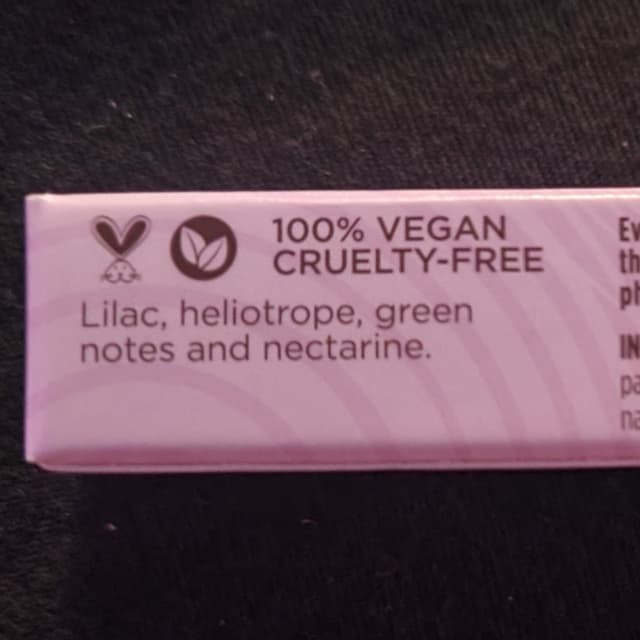 100% VEGAN
CRUELTY-FREE
Lilac, heliotrope, green
notes and nectarine.